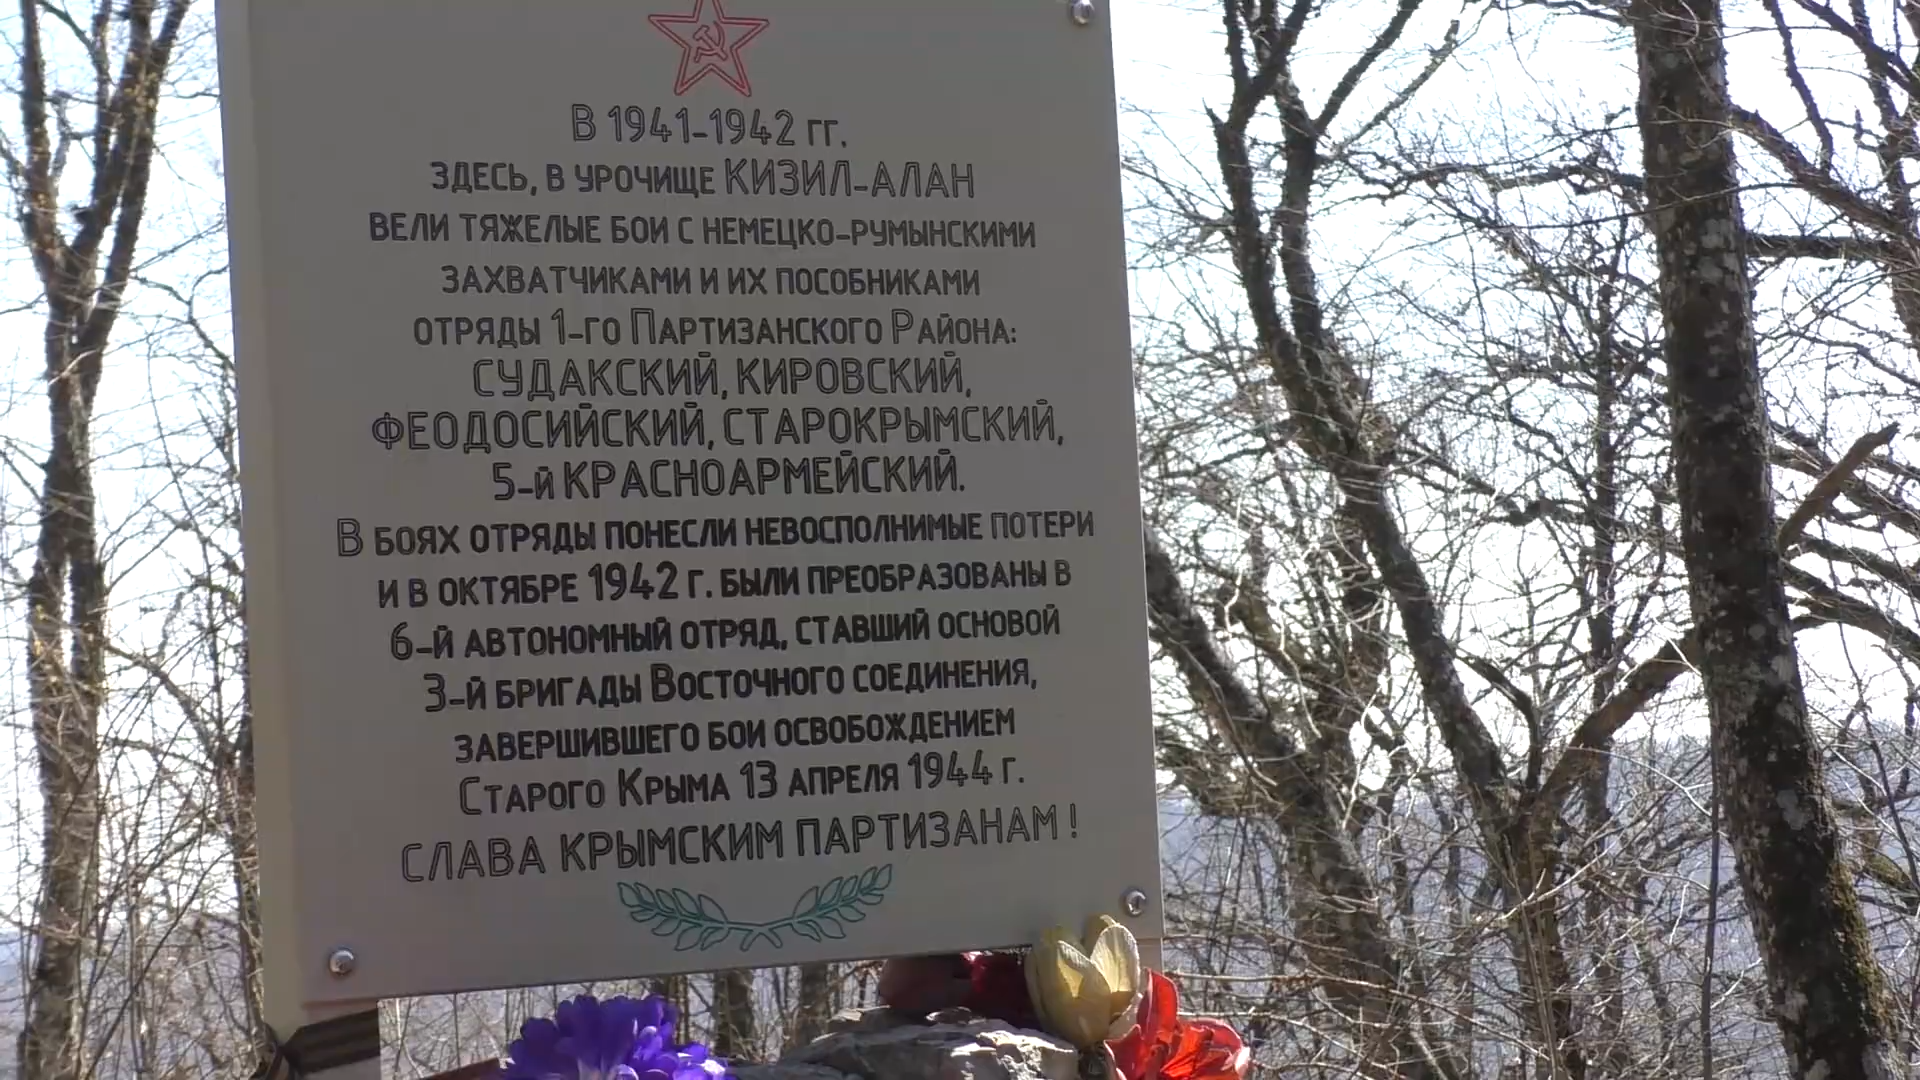 В 1941-1942 гг.
здесь, в урочище КИЗИЛ-АЛАН
вели тяжелые бои с немецко-румынскими
захватчиками и их пособниками
отряды 1-го Партизанского Района:
СУДАКСКИЙ, КИРОВСКИЙ,
ФЕОДОСИЙСКИЙ, СТАРОКРЫМСКИЙ,
5-й КРАСНОАРМЕЙСКИЙ.
В боях отряды понесли невосполнимые потери
и в октябре 1942 г. были преобразованы в
6-й автономный отряд, ставший основой
3-й бригады Восточного соединения,
завершившего бои освобождением
Старого Крыма 13 апреля 1944 г.
СЛАВА КРЫМСКИМ ПАРТИЗАНАМ!